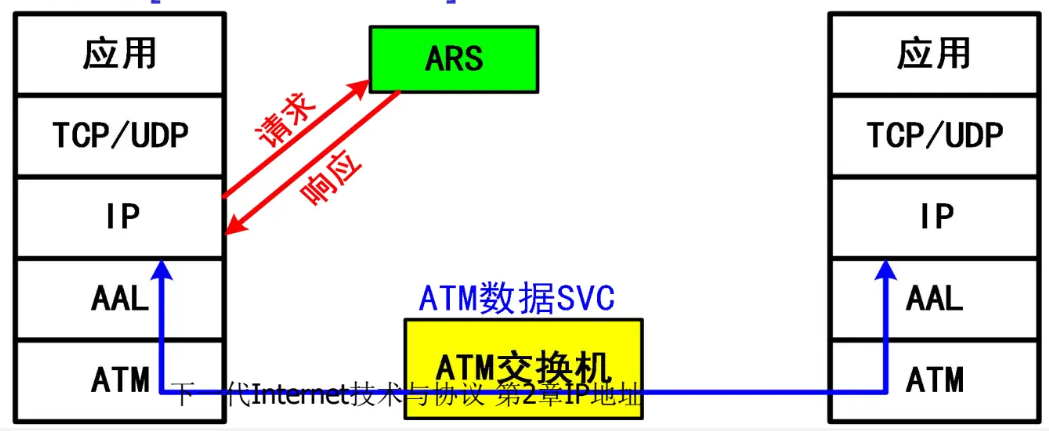 应用
TCP/UDP
IP
AAL
ATM
ARS
请求
响应
ATM数据SVC
ATM交换机
应用
TCP/UDP
IP
AAL
ATM
下一代Internet技术与协议 第2章IP地址